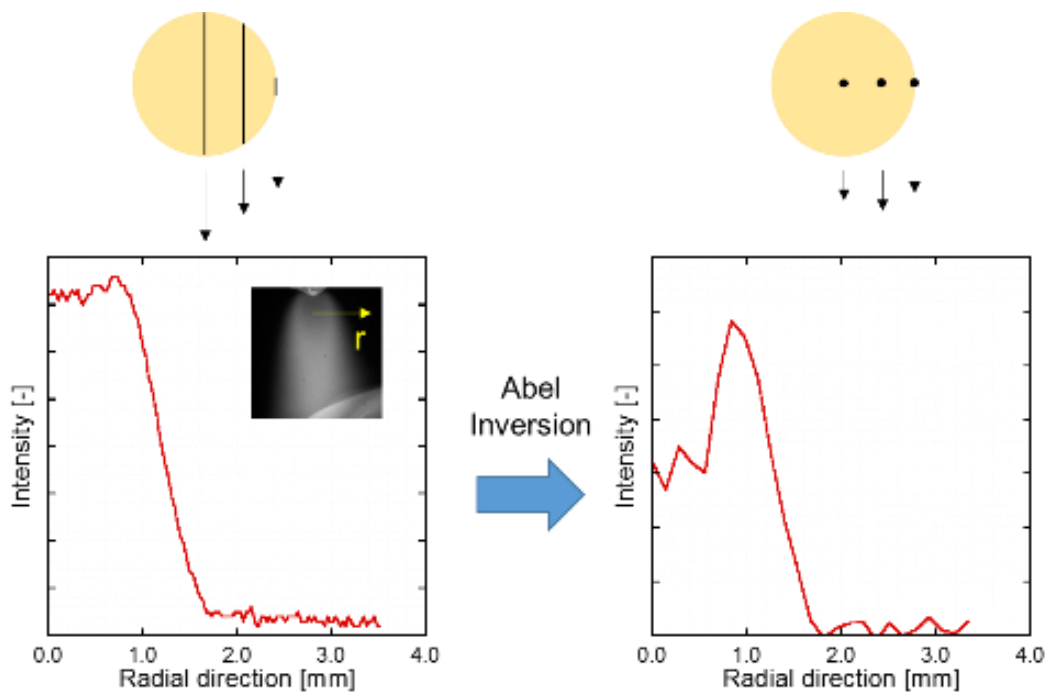 r
Intensity [-]
0.0 1.0 2.0 3.0 4.0
Radial direction [mm]
Abel
Inversion
Intensity [-]
0.0 1.0 2.0 3.0 4.0
Radial direction [mm]